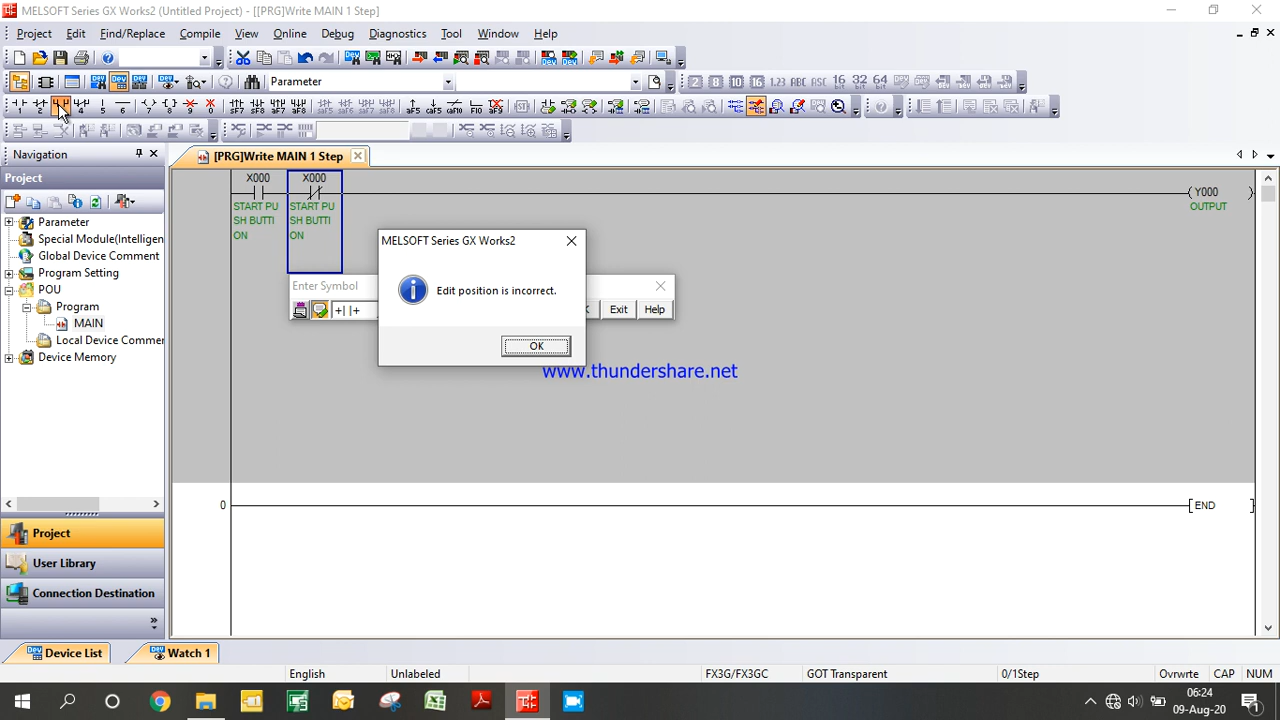 MELSOFT Series GX Works2 (Untitled Project) - [[PRG]Write MAIN 1 Step]
Project Edit Find/Replace Compile View Online Debug Diagnostics Tool Window Help
Parameter
Navigation
[PRG]Write MAIN 1 Step
Project
Parameter
Special Module(Intelligen
Global Device Comment
Program Setting
POU
Program
MAIN
Local Device Commer
Device Memory
Project
User Library
Connection Destination
X000
X000
Y000
START PU
SH BUTTI
ON
START PU
SH BUTTI
ON
OUTPUT
MELSOFT Series GX Works2
Edit position is incorrect.
OK
Enter Symbol
Exit
Help
www.thundershare.net
0
END
Device List
Watch 1
English
Unlabeled
FX3G/FX3GC
GOT Transparent
0/1Step
Ovrwrte
CAP
NUM
06:24
09-Aug-20